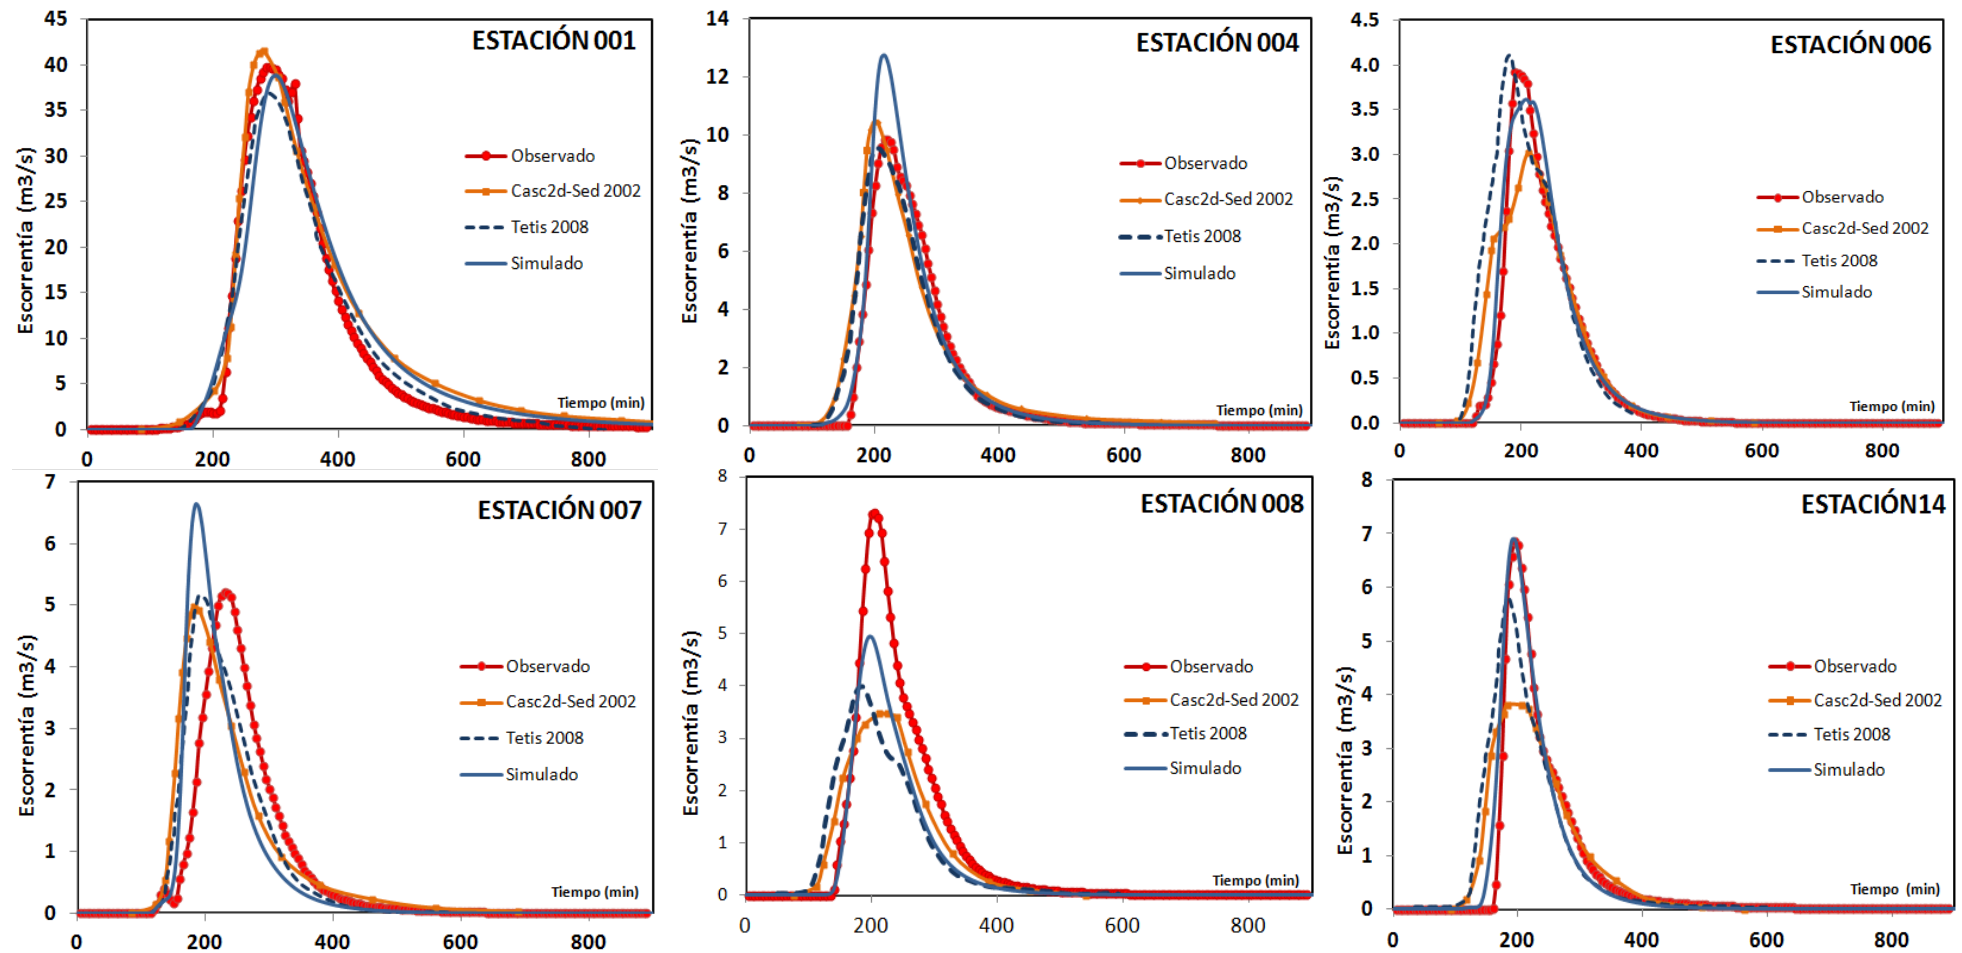 ESTACIÓN 001
Escorrentía (m3/s)
45
40
35
30
25
20
15
10
5
0
Observado
Casc2d-Sed 2002
Tetis 2008
Simulado
Tiempo (min)
0 200 400 600 800
ESTACIÓN 004
Escorrentía (m3/s)
14
12
10
8
6
4
2
0
Observado
Casc2d-Sed 2002
Tetis 2008
Simulado
Tiempo (min)
0 200 400 600 800
ESTACIÓN 006
Escorrentía (m3/s)
4.5
4.0
3.5
3.0
2.5
2.0
1.5
1.0
0.5
0.0
Observado
Casc2d-Sed 2002
Tetis 2008
Simulado
Tiempo (min)
0 200 400 600 800
ESTACIÓN 007
Escorrentía (m3/s)
7
6
5
4
3
2
1
0
Observado
Casc2d-Sed 2002
Tetis 2008
Simulado
Tiempo (min)
0 200 400 600 800
ESTACIÓN 008
Escorrentía (m3/s)
8
7
6
5
4
3
2
1
0
Observado
Casc2d-Sed 2002
Tetis 2008
Simulado
Tiempo (min)
0 200 400 600 800
ESTACIÓN14
Escorrentía (m3/s)
8
7
6
5
4
3
2
1
0
Observado
Casc2d-Sed 2002
Tetis 2008
Simulado
Tiempo (min)
0 200 400 600 800